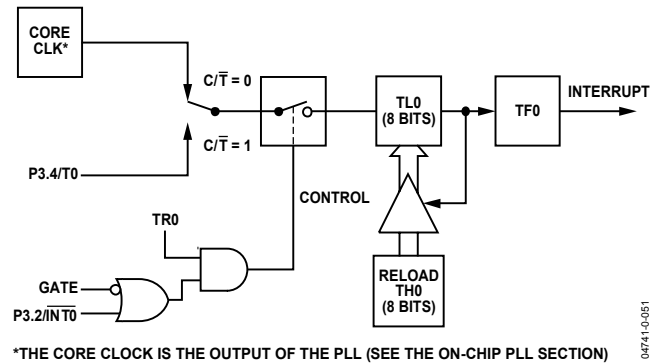 CORE
CLK*
C/T̅ = 0
C/T̅ = 1
P3.4/T0
TL0
(8 BITS)
TF0
INTERRUPT
CONTROL
TR0
GATE
P3.2/I̅N̅T̅0̅
RELOAD
TH0
(8 BITS)
*THE CORE CLOCK IS THE OUTPUT OF THE PLL (SEE THE ON-CHIP PLL SECTION)
04741-0-051